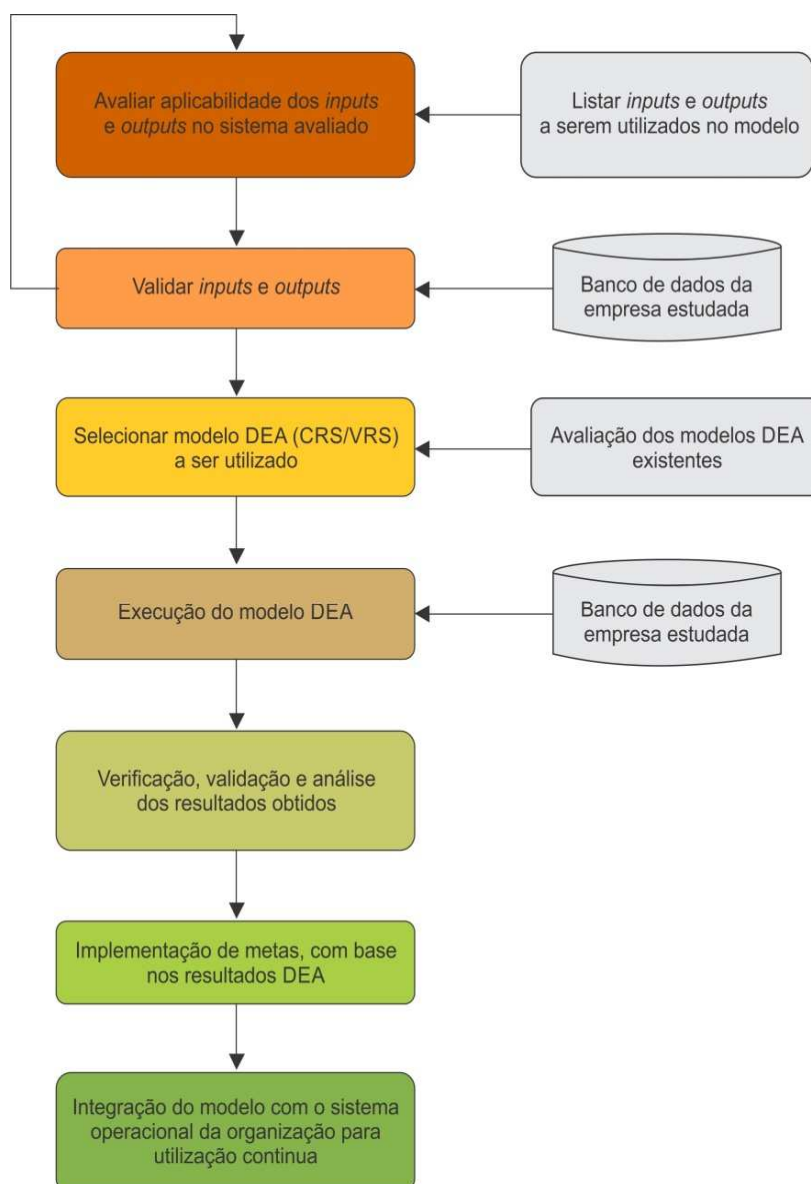 Avaliar aplicabilidade dos inputs
e outputs no sistema avaliado
Listar inputs e outputs
a serem utilizados no modelo
Validar inputs e outputs
Banco de dados da
empresa estudada
Selecionar modelo DEA (CRS/VRS)
a ser utilizado
Avaliação dos modelos DEA
existentes
Execução do modelo DEA
Banco de dados da
empresa estudada
Verificação, validação e análise
dos resultados obtidos
Implementação de metas, com base
nos resultados DEA
Integração do modelo com o sistema
operacional da organização para
utilização continua